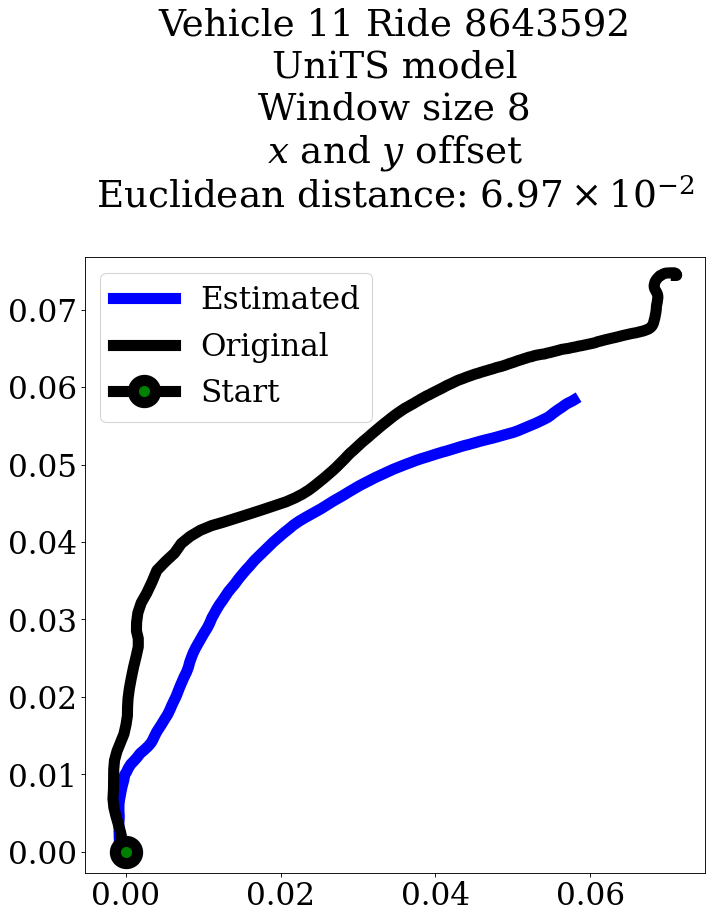 Vehicle 11 Ride 8643592
UniTS model
Window size 8
x and y offset
Euclidean distance: 6.97 × 10⁻²
Estimated
Original
Start
0.07
0.06
0.05
0.04
0.03
0.02
0.01
0.00
0.00 0.02 0.04 0.06